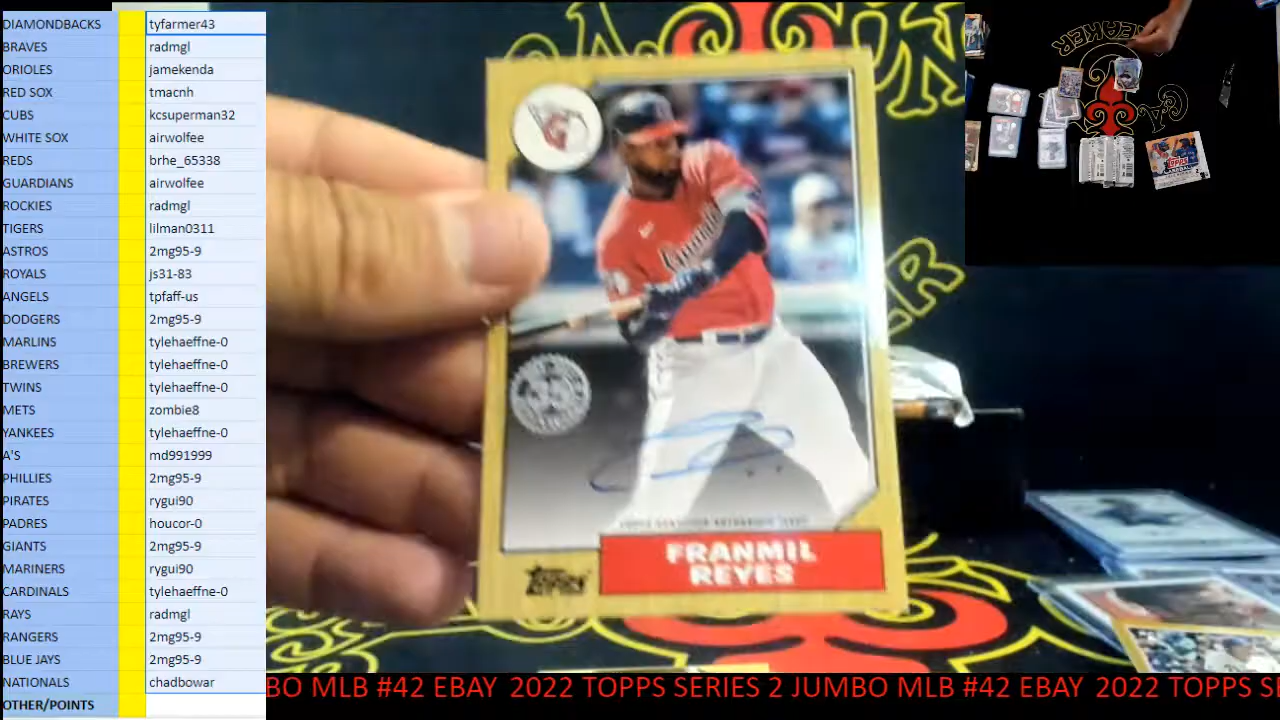 DIAMONDBACKS tyfarmer43
BRAVES radmgl
ORIOLES jamekenda
RED SOX tmacnh
CUBS kcsuperman32
WHITE SOX airwolfee
REDS brhe_65338
GUARDIANS airwolfee
ROCKIES radmgl
TIGERS lilman0311
ASTROS 2mg95-9
ROYALS js31-83
ANGELS tpfaff-us
DODGERS 2mg95-9
MARLINS tylehaeffne-0
BREWERS tylehaeffne-0
TWINS tylehaeffne-0
METS zombie8
YANKEES tylehaeffne-0
A'S md991999
PHILLIES 2mg95-9
PIRATES rygui90
PADRES houcor-0
GIANTS 2mg95-9
MARINERS rygui90
CARDINALS tylehaeffne-0
RAYS radmgl
RANGERS 2mg95-9
BLUE JAYS 2mg95-9
NATIONALS chadbowar
OTHER/POINTS
Topps
FRANMIL
REYES
BO MLB #42 EBAY 2022 TOPPS SERIES 2 JUMBO MLB #42 EBAY 2022 TOPPS SE